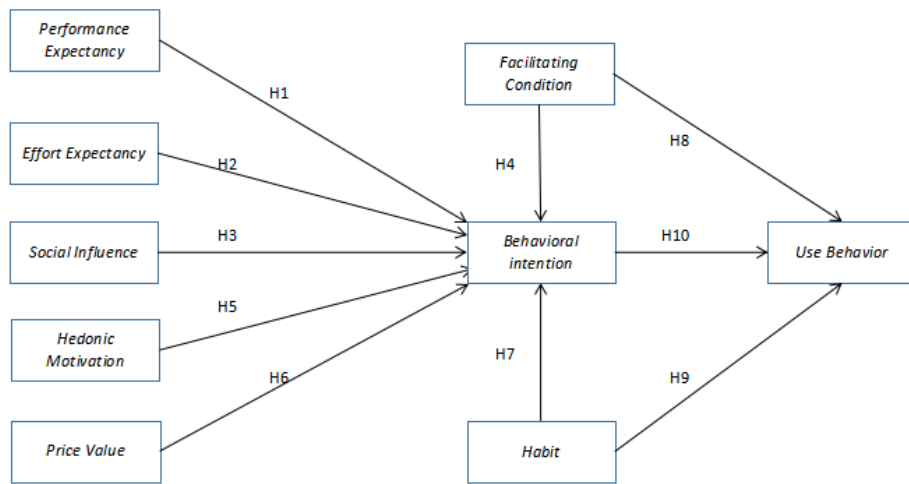 Performance
Expectancy
H1
Effort Expectancy
H2
Social Influence
H3
Hedonic
Motivation
H5
Price Value
H6
Facilitating
Condition
H4
H8
Behavioral
intention
H10
Use Behavior
H7
H9
Habit